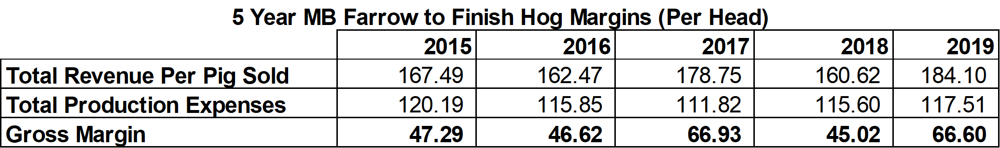 5 Year MB Farrow to Finish Hog Margins (Per Head)
2015 2016 2017 2018 2019
Total Revenue Per Pig Sold 167.49 162.47 178.75 160.62 184.10
Total Production Expenses 120.19 115.85 111.82 115.60 117.51
Gross Margin 47.29 46.62 66.93 45.02 66.60